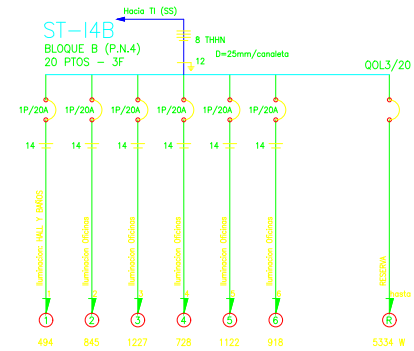 Hacia TI (SS)
ST-14B
8 THHN
BLOQUE B (P.N.4)
D=25mm/canaleta
20 PTOS - 3F
12
QOL3/20
1P/20A 1P/20A 1P/20A 1P/20A 1P/20A 1P/20A
14 14 14 14 14 14
Iluminacion HALL Y BAÑOS
Iluminacion Oficinas
Iluminacion Oficinas
Iluminacion Oficinas
Iluminacion Oficinas
Iluminacion Oficinas
RESERVA
1 2 3 4 5 6 R
494 845 1227 728 1122 918 5334 W